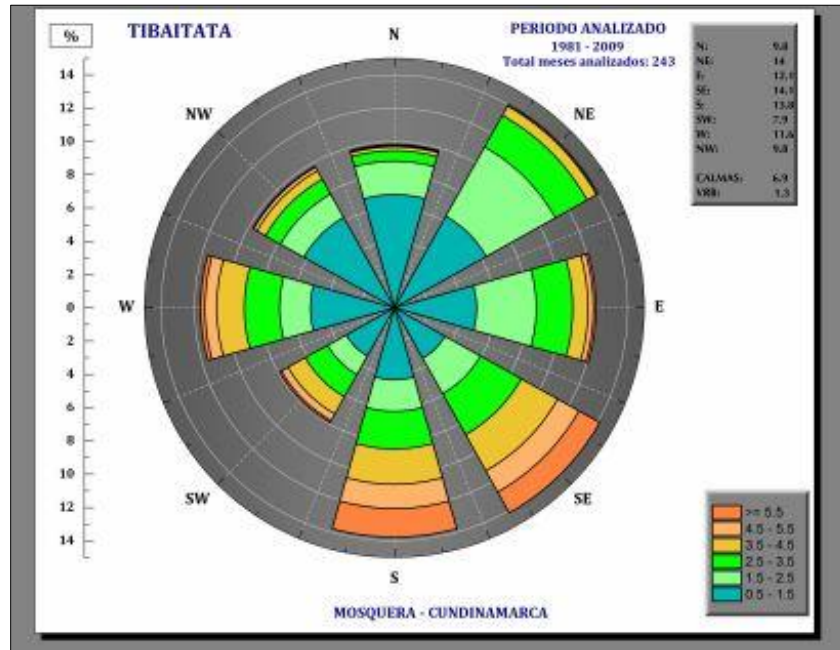 %
TIBAITATA
PERIODO ANALIZADO
1981 - 2009
Total meses analizados: 243
N: 9.8
NE: 14
E: 12.1
SE: 14.1
S: 13.8
SW: 7.9
W: 11.6
NW: 9.8
CALMAS: 6.9
VRB: 1.3
N
NE
E
SE
S
SW
W
NW
14
12
10
8
6
4
2
0
2
4
6
8
10
12
14
>= 5.5
4.5 - 5.5
3.5 - 4.5
2.5 - 3.5
1.5 - 2.5
0.5 - 1.5
MOSQUERA - CUNDINAMARCA